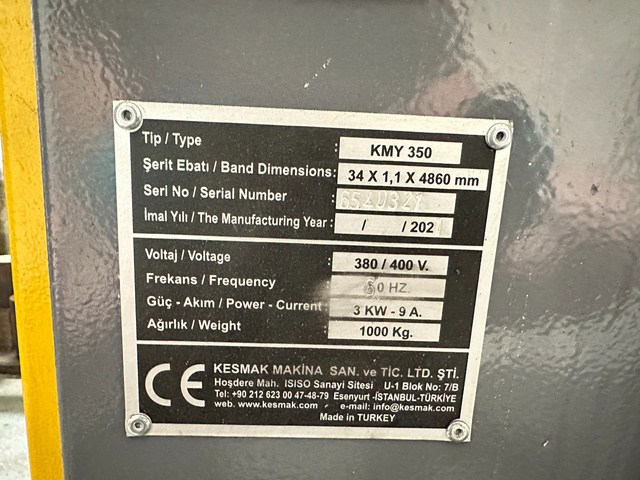 Tip / Type : KMY 350
Şerit Ebatı / Band Dimensions: 34 X 1,1 X 4860 mm
Seri No / Serial Number :
İmal Yılı / The Manufacturing Year : / / 202
Voltaj / Voltage : 380 / 400 V.
Frekans / Frequency : 0 HZ.
Güç - Akım / Power - Current : 3 KW - 9 A.
Ağırlık / Weight : 1000 Kg.
CE
KESMAK MAKİNA SAN. ve TİC. LTD. ŞTİ.
Hoşdere Mah. ISISO Sanayi Sitesi U-1 Blok No: 7/B
Tel: +90 212 623 00 47-48-79 Esenyurt -İSTANBUL-TÜRKİYE
web. www.kesmak.com . e-mail: info@kesmak.com
Made in TURKEY